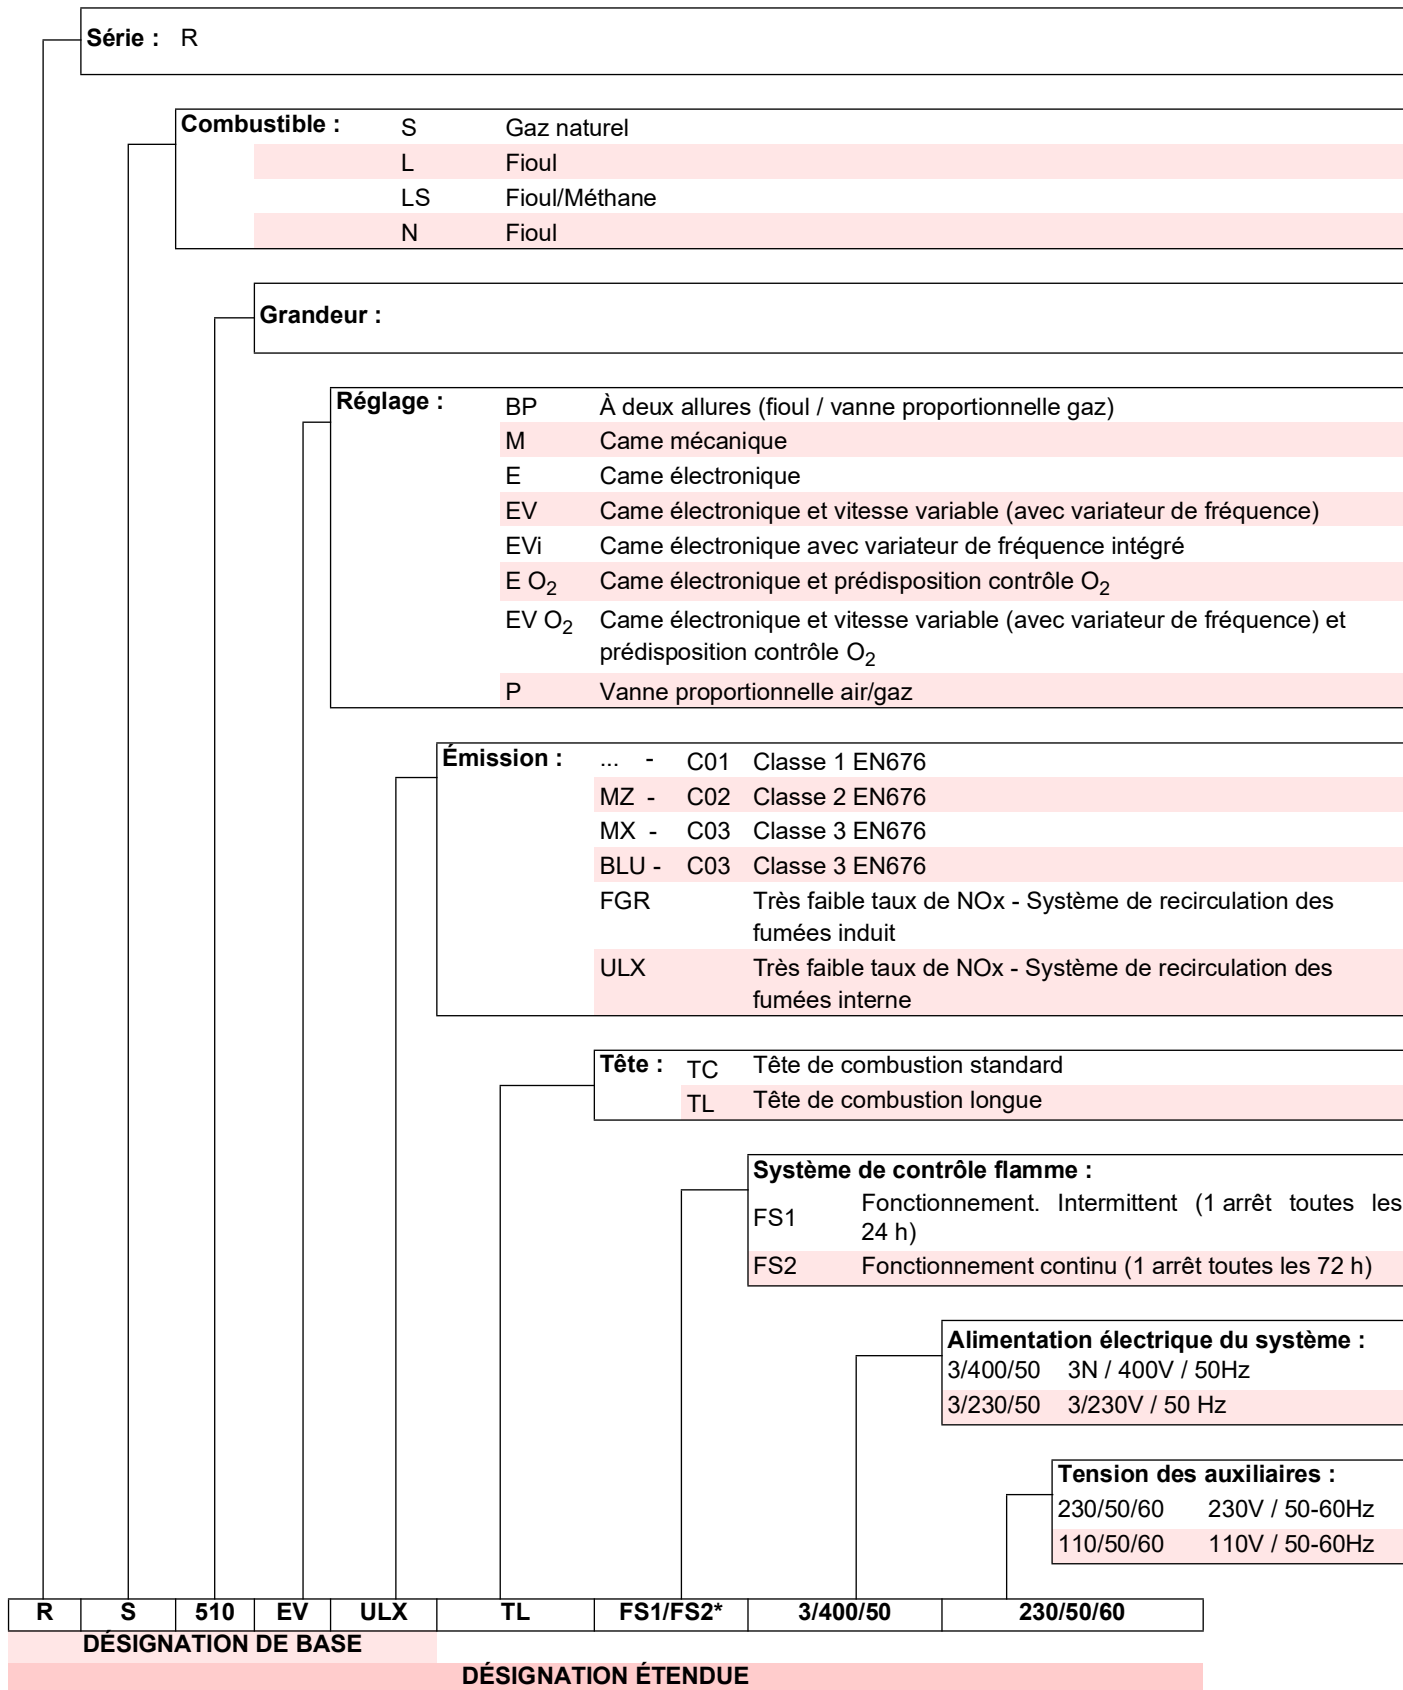 Série : R
Combustible : S Gaz naturel
L Fioul
LS Fioul/Méthane
N Fioul
Grandeur :
Réglage : BP À deux allures (fioul / vanne proportionnelle gaz)
M Came mécanique
E Came électronique
EV Came électronique et vitesse variable (avec variateur de fréquence)
EVi Came électronique avec variateur de fréquence intégré
E O2 Came électronique et prédisposition contrôle O2
EV O2 Came électronique et vitesse variable (avec variateur de fréquence) et
prédisposition contrôle O2
P Vanne proportionnelle air/gaz
Émission : ... - C01 Classe 1 EN676
MZ - C02 Classe 2 EN676
MX - C03 Classe 3 EN676
BLU - C03 Classe 3 EN676
FGR Très faible taux de NOx - Système de recirculation des
fumées induit
ULX Très faible taux de NOx - Système de recirculation des
fumées interne
Tête : TC Tête de combustion standard
TL Tête de combustion longue
Système de contrôle flamme :
FS1 Fonctionnement. Intermittent (1 arrêt toutes les
24 h)
FS2 Fonctionnement continu (1 arrêt toutes les 72 h)
Alimentation électrique du système :
3/400/50 3N / 400V / 50Hz
3/230/50 3/230V / 50 Hz
Tension des auxiliaires :
230/50/60 230V / 50-60Hz
110/50/60 110V / 50-60Hz
R S 510 EV ULX TL FS1/FS2* 3/400/50 230/50/60
DÉSIGNATION DE BASE
DÉSIGNATION ÉTENDUE